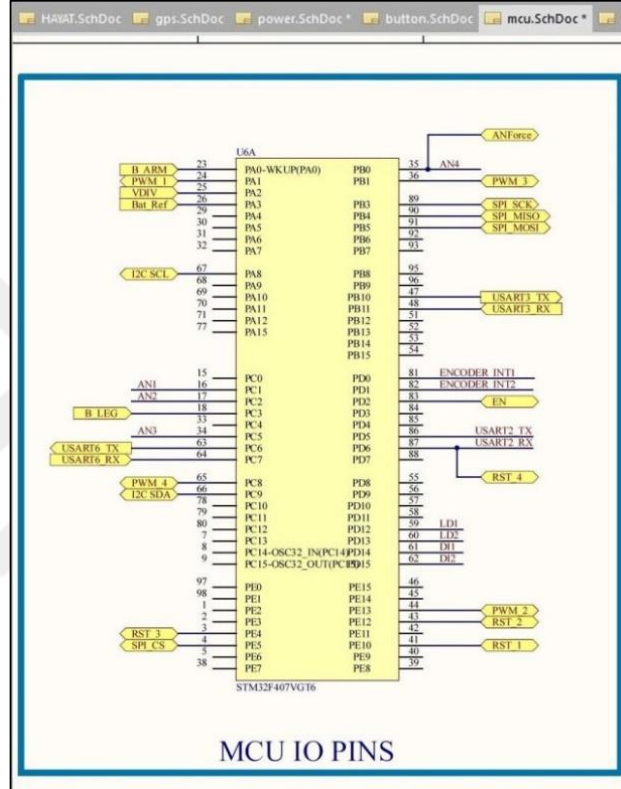 HAYAT.SchDoc gps.SchDoc power.SchDoc * button.SchDoc mcu.SchDoc *
ANForce
U6A
B_ARM 23 PA0-WKUP(PA0) PB0 35 AN4
PWM_1 24 PA1 PB1 36 PWM_3
VDIV 25 PA2
Bat_Ref 26 PA3 PB3 89 SPI_SCK
29 PA4 PB4 90 SPI_MISO
30 PA5 PB5 91 SPI_MOSI
31 PA6 PB6 92
32 PA7 PB7 93
I2C SCL 67 PA8 PB8 95
68 PA9 PB9 96
69 PA10 PB10 47 USART3_TX
70 PA11 PB11 48 USART3_RX
71 PA12 PB12 51
77 PA15 PB13 52
PB14 53
PB15 54
15 PC0 PD0 81 ENCODER_INT1
AN1 16 PC1 PD1 82 ENCODER_INT2
AN2 17 PC2 PD2 83 EN
B_LEG 18 PC3 PD3 84
33 PC4 PD4 85
AN3 34 PC5 PD5 86 USART2_TX
USART6_TX 63 PC6 PD6 87 USART2_RX
USART6_RX 64 PC7 PD7 88
RST_4
PWM_4 65 PC8 PD8 55
I2C SDA 66 PC9 PD9 56
78 PC10 PD10 57
79 PC11 PD11 58
80 PC12 PD12 59 LD1
7 PC13 PD13 60 LD2
8 PC14-OSC32_IN(PC14) PD14 61 DI1
9 PC15-OSC32_OUT(PC15) PD15 62 DI2
97 PE0 PE15 46
98 PE1 PE14 45
1 PE2 PE13 44 PWM_2
2 PE3 PE12 43 RST_2
RST_3 3 PE4 PE11 42
SPI_CS 4 PE5 PE10 41 RST_1
5 PE6 PE9 40
38 PE7 PE8 39
STM32F407VGT6
MCU IO PINS